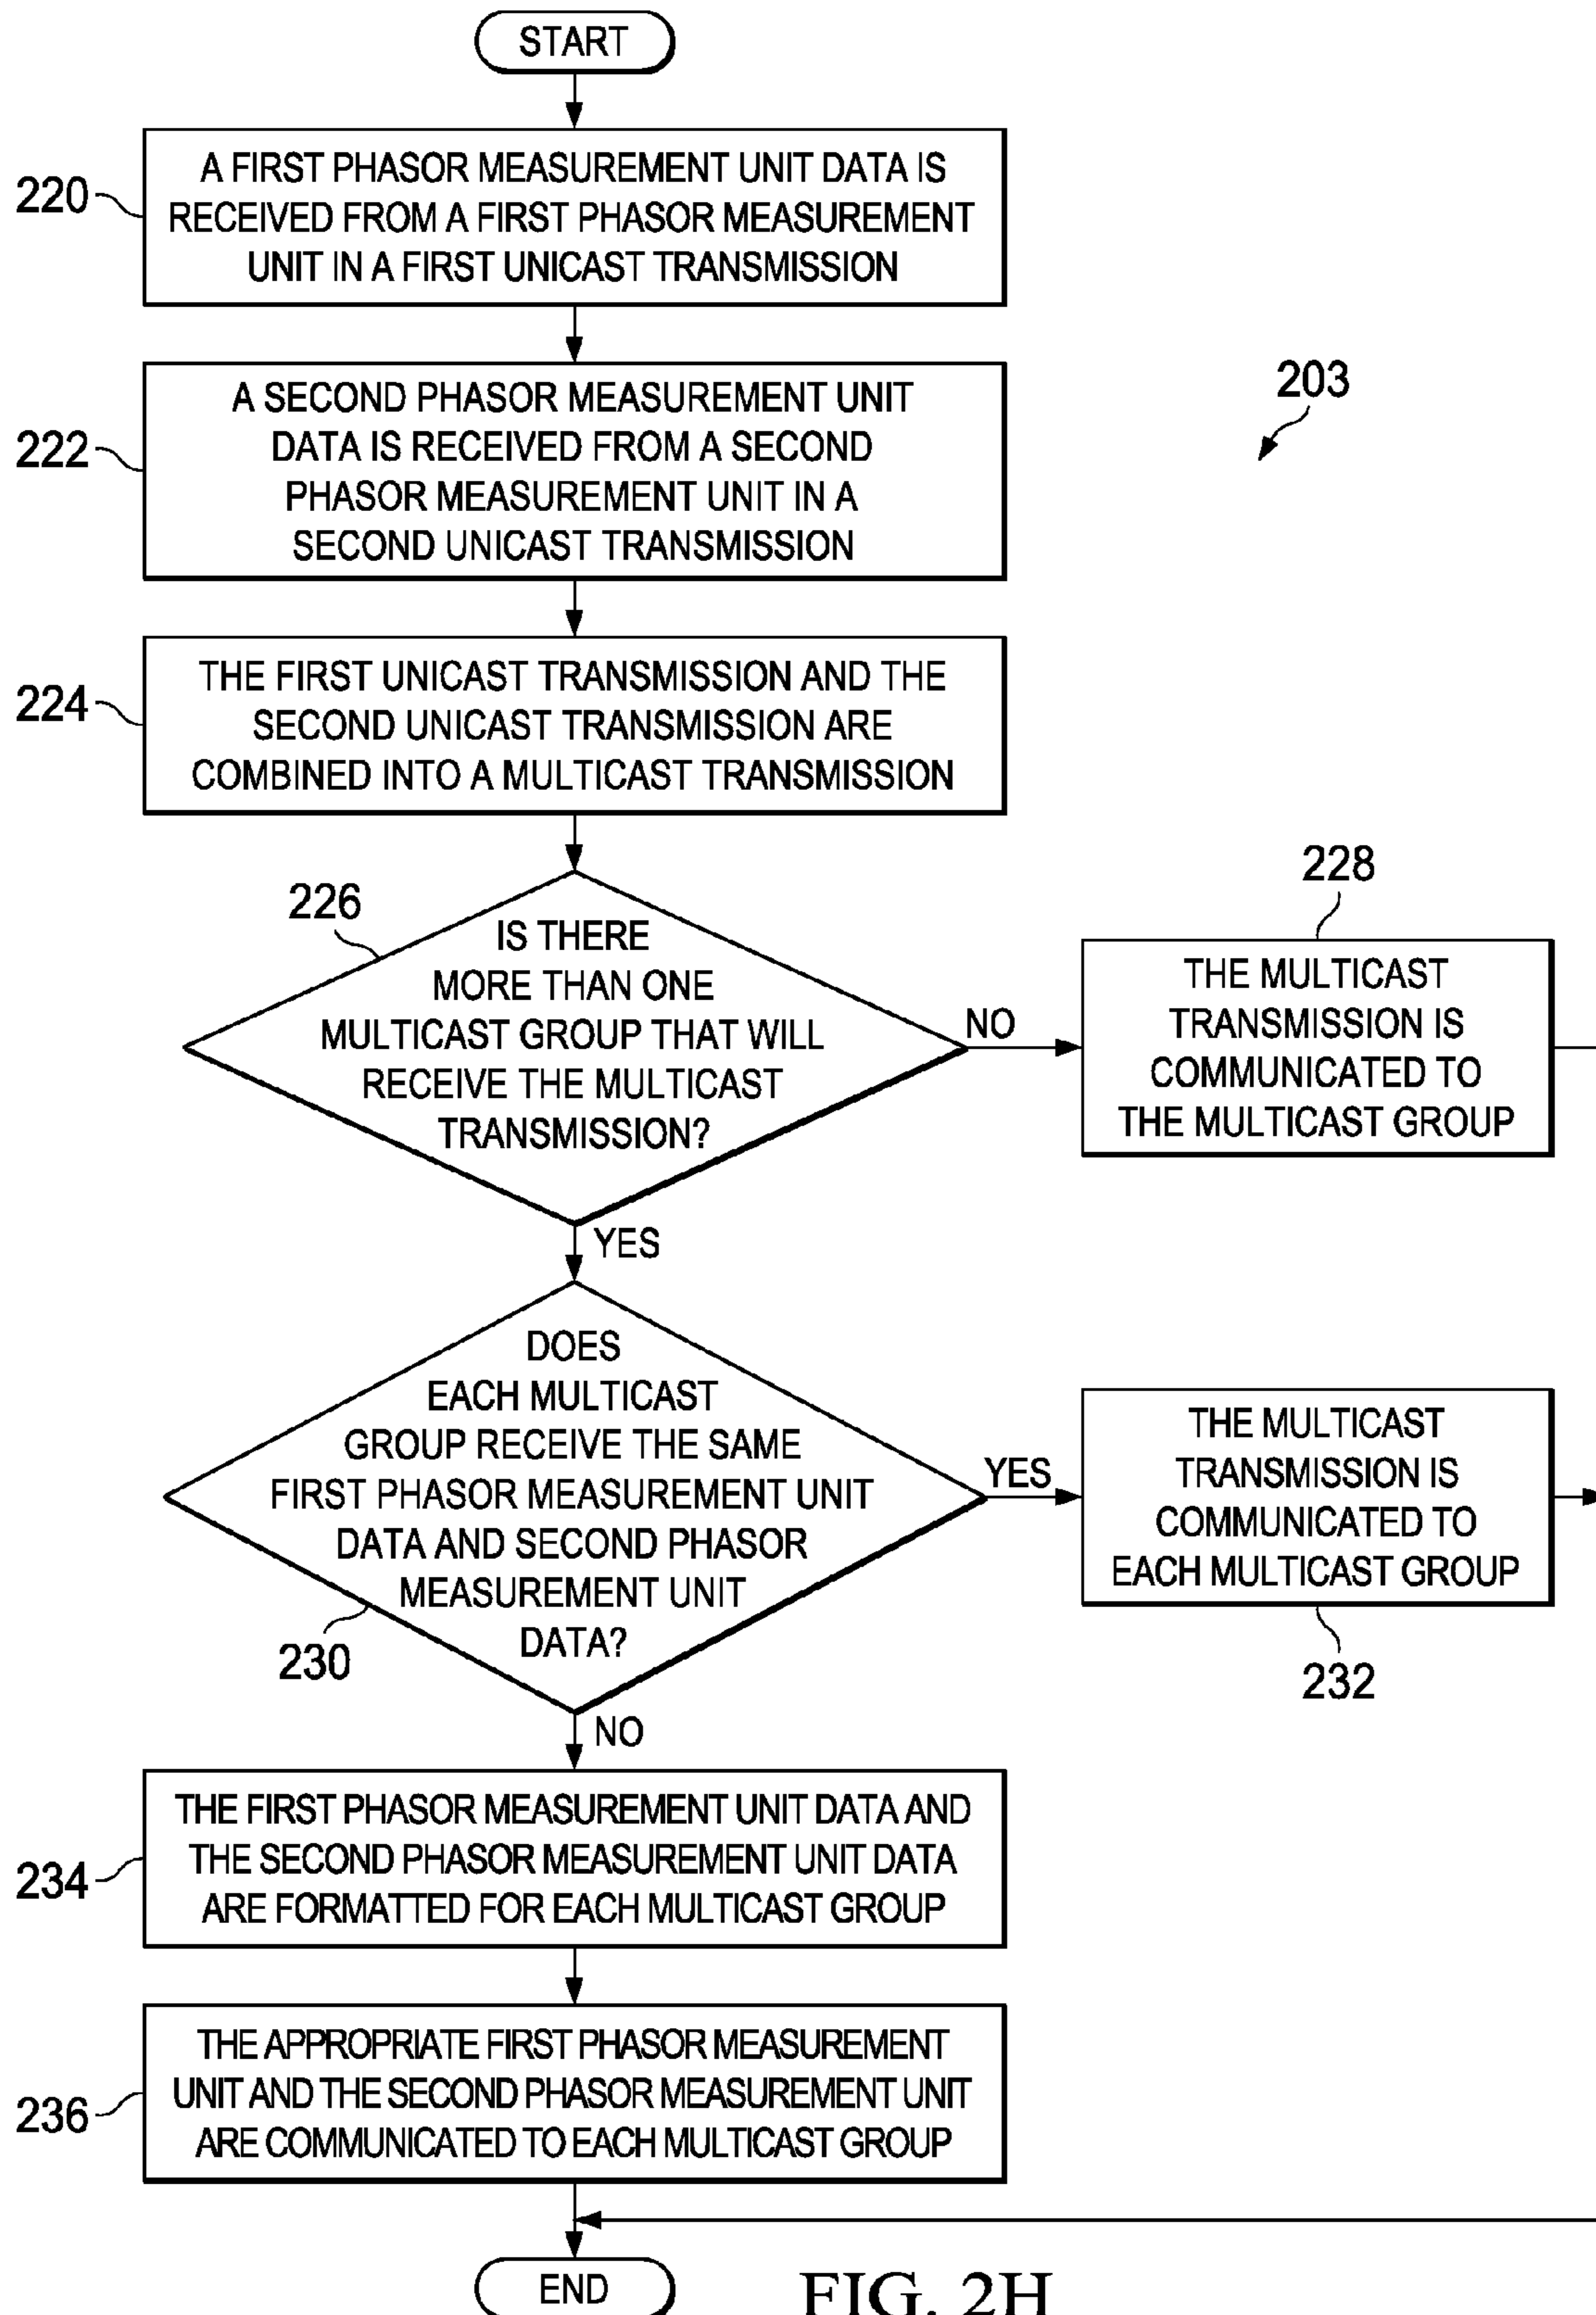 START
220
A FIRST PHASOR MEASUREMENT UNIT DATA IS
RECEIVED FROM A FIRST PHASOR MEASUREMENT
UNIT IN A FIRST UNICAST TRANSMISSION
203
222
A SECOND PHASOR MEASUREMENT UNIT
DATA IS RECEIVED FROM A SECOND
PHASOR MEASUREMENT UNIT IN A
SECOND UNICAST TRANSMISSION
224
THE FIRST UNICAST TRANSMISSION AND THE
SECOND UNICAST TRANSMISSION ARE
COMBINED INTO A MULTICAST TRANSMISSION
226
IS THERE
MORE THAN ONE
MULTICAST GROUP THAT WILL
RECEIVE THE MULTICAST
TRANSMISSION?
NO
228
THE MULTICAST
TRANSMISSION IS
COMMUNICATED TO
THE MULTICAST GROUP
YES
DOES
EACH MULTICAST
GROUP RECEIVE THE SAME
FIRST PHASOR MEASUREMENT UNIT
DATA AND SECOND PHASOR
MEASUREMENT UNIT
DATA?
230
YES
THE MULTICAST
TRANSMISSION IS
COMMUNICATED TO
EACH MULTICAST GROUP
232
NO
234
THE FIRST PHASOR MEASUREMENT UNIT DATA AND
THE SECOND PHASOR MEASUREMENT UNIT DATA
ARE FORMATTED FOR EACH MULTICAST GROUP
236
THE APPROPRIATE FIRST PHASOR MEASUREMENT
UNIT AND THE SECOND PHASOR MEASUREMENT UNIT
ARE COMMUNICATED TO EACH MULTICAST GROUP
END
FIG. 2H